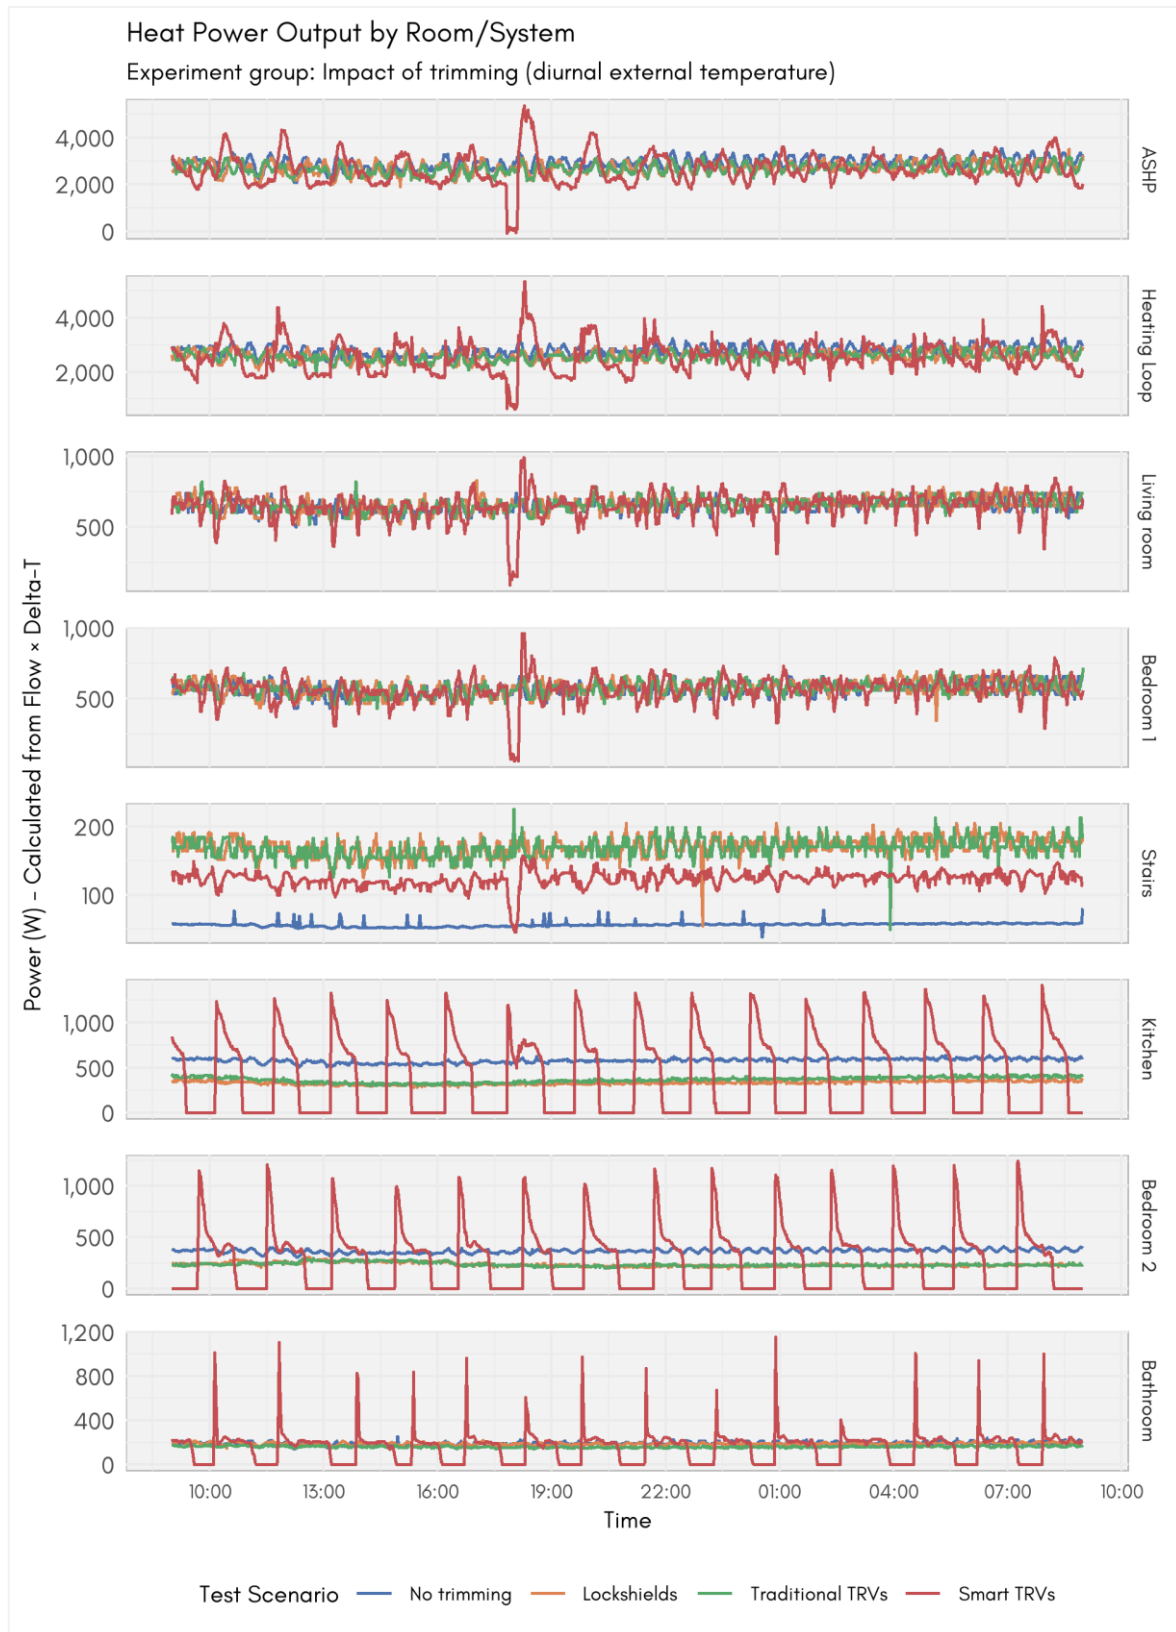 Heat Power Output by Room/System
Experiment group: Impact of trimming (diurnal external temperature)
Power (W) – Calculated from Flow × Delta-T
4,000
2,000
0
ASHP
4,000
2,000
Heating Loop
1,000
500
Living room
1,000
500
Bedroom 1
200
100
Stairs
1,000
500
0
Kitchen
1,000
500
0
Bedroom 2
1,200
800
400
0
Bathroom
10:00 13:00 16:00 19:00 22:00 01:00 04:00 07:00 10:00
Time
Test Scenario No trimming Lockshields Traditional TRVs Smart TRVs